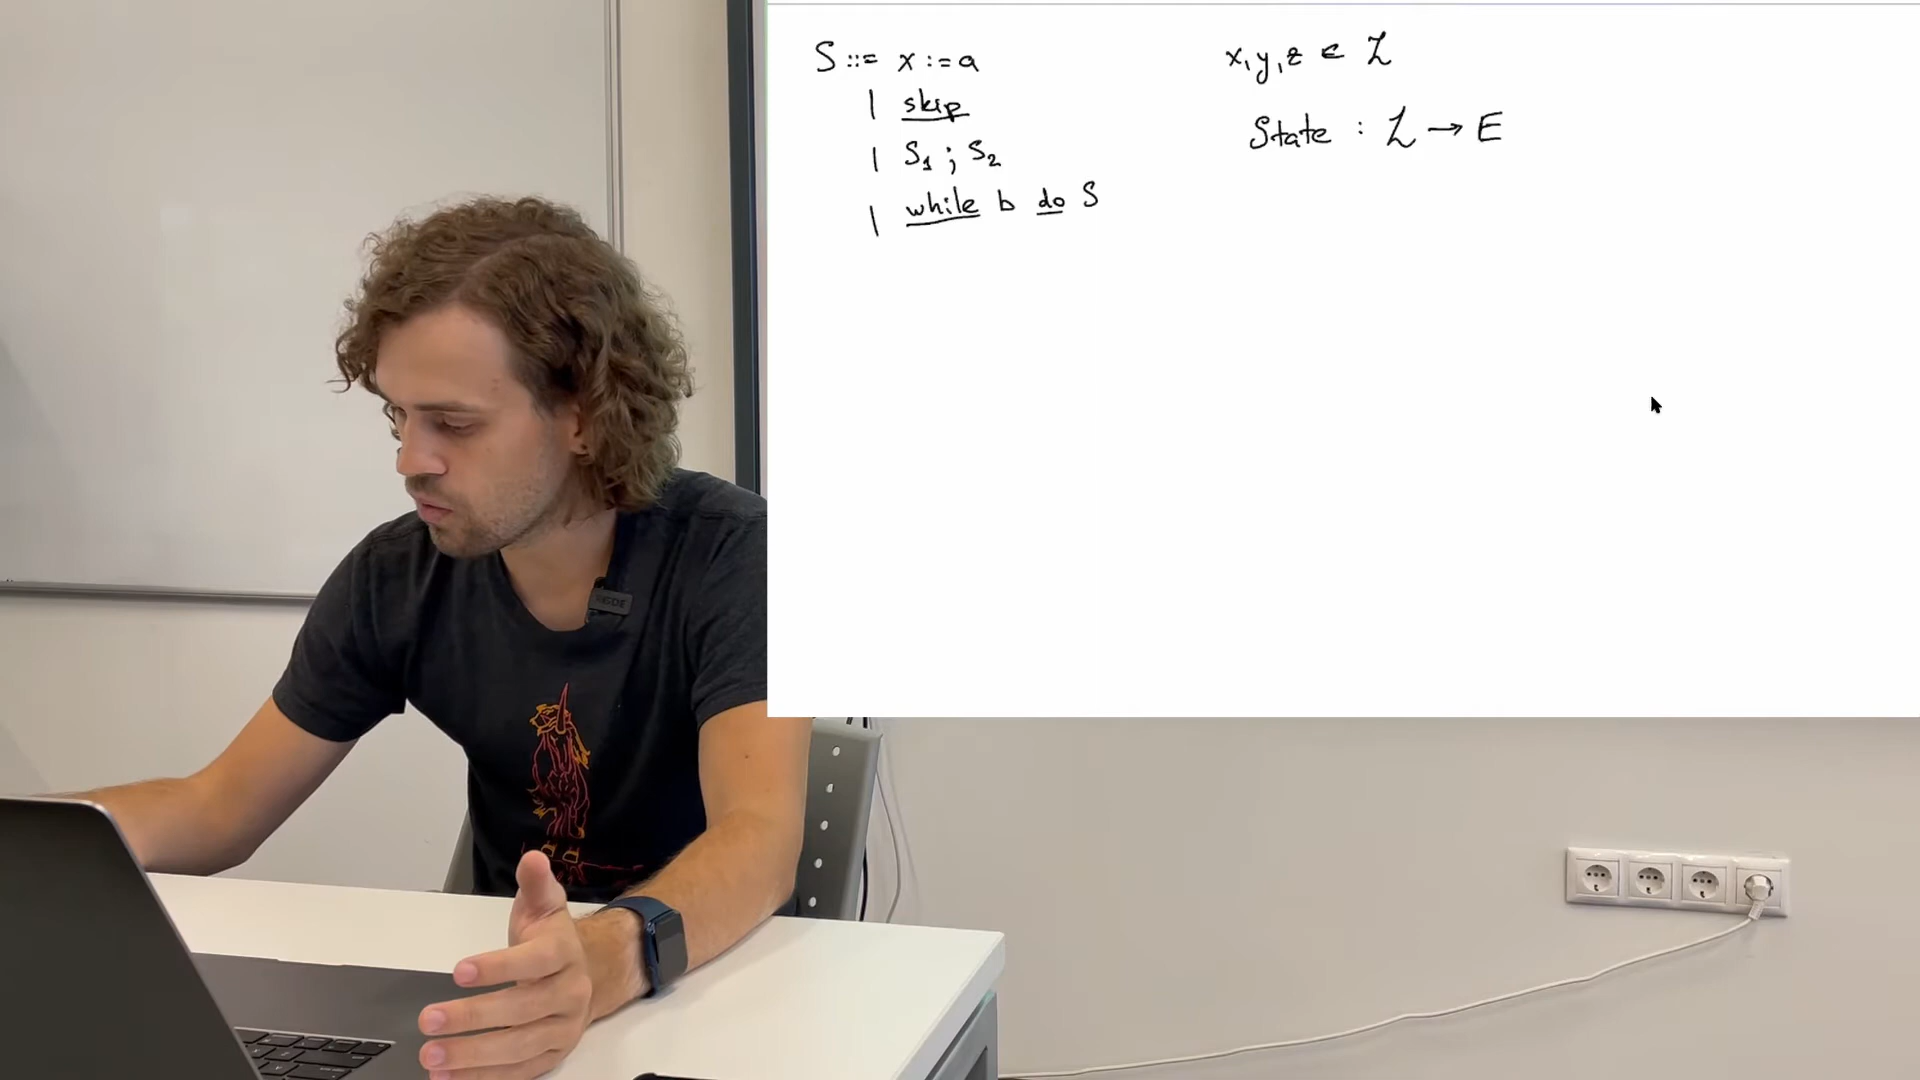 S ::= x := a
| skip
| S₁ ; S₂
| while b do S
x, y, z ∈ Z
State : Z → E